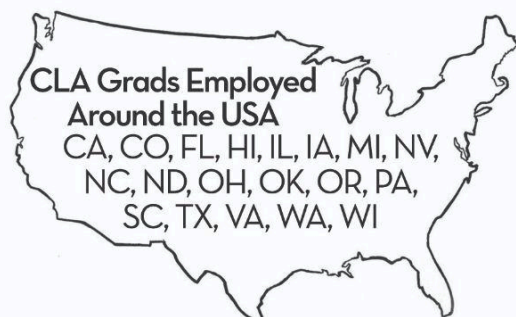 CLA Grads Employed
Around the USA
CA, CO, FL, HI, IL, IA, MI, NV,
NC, ND, OH, OK, OR, PA,
SC, TX, VA, WA, WI